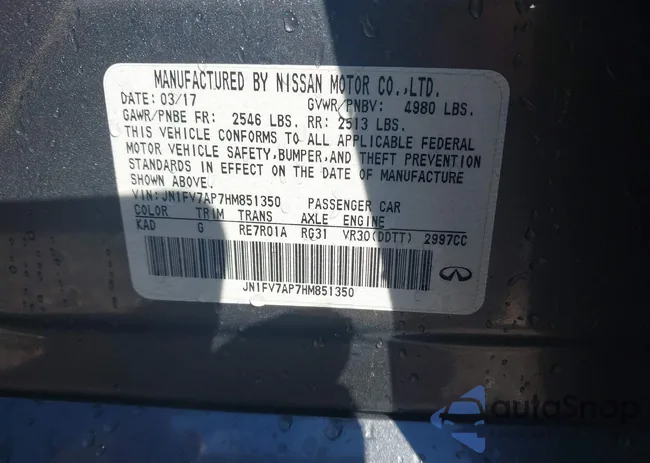 MANUFACTURED BY NISSAN MOTOR CO.,LTD.
DATE: 03/17 GVWR/PNBV: 4980 LBS.
GAWR/PNBE FR: 2546 LBS. RR: 2513 LBS.
THIS VEHICLE CONFORMS TO ALL APPLICABLE FEDERAL
MOTOR VEHICLE SAFETY, BUMPER, AND THEFT PREVENTION
STANDARDS IN EFFECT ON THE DATE OF MANUFACTURE
SHOWN ABOVE.
VIN: JN1FV7AP7HM851350 PASSENGER CAR
COLOR TRIM TRANS AXLE ENGINE
KAD G RE7R01A RG31 VR30(DDTT) 2997CC
JN1FV7AP7HM851350
autoSnap